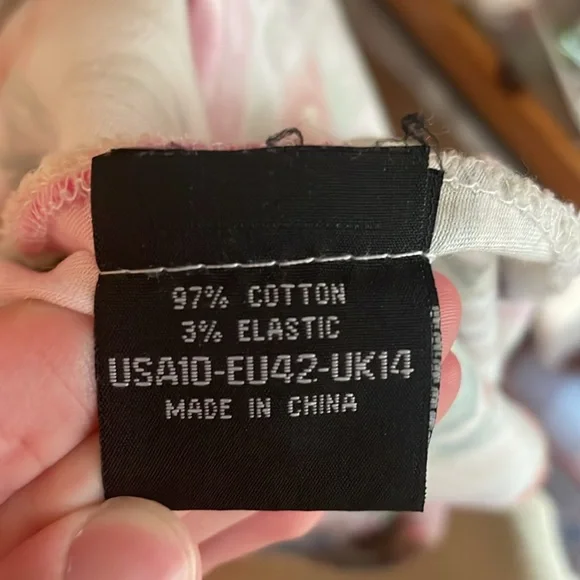 97% COTTON
3% ELASTIC
USA10-EU42-UK14
MADE IN CHINA